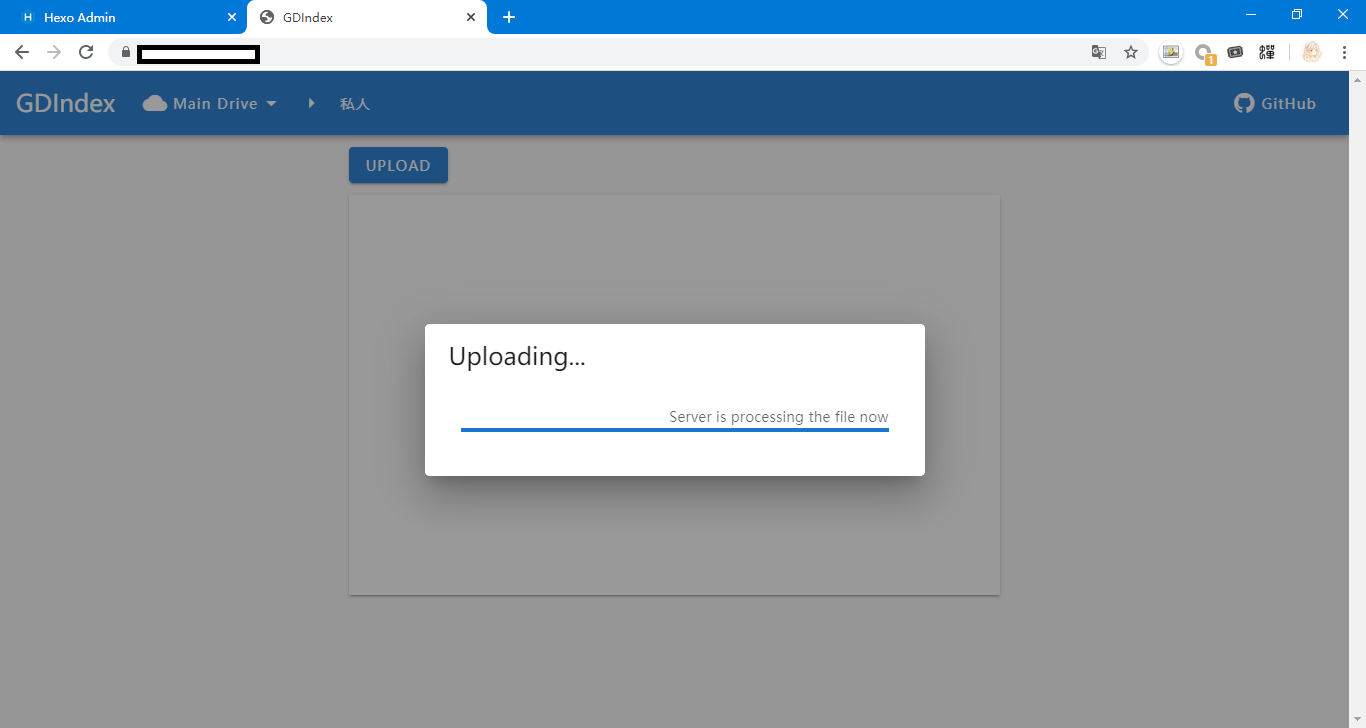 Hexo Admin
GDIndex
GDIndex
Main Drive
私人
GitHub
UPLOAD
Uploading...
Server is processing the file now